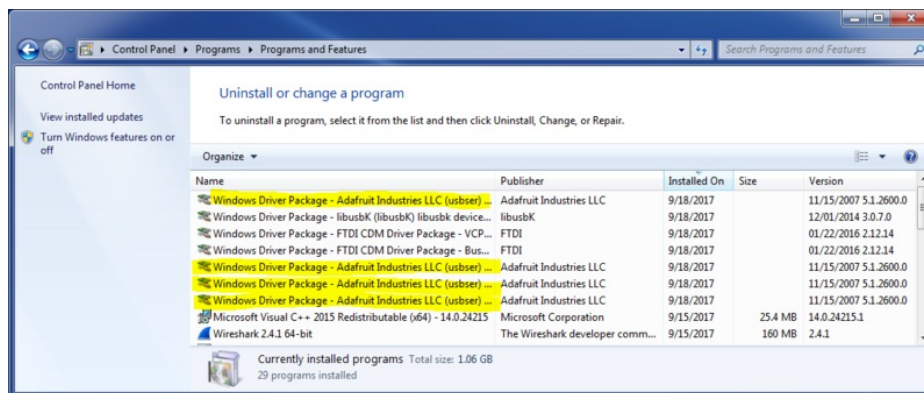 Control Panel ▸ Programs ▸ Programs and Features
Search Programs and Features
Control Panel Home
View installed updates
Turn Windows features on or
off
Uninstall or change a program
To uninstall a program, select it from the list and then click Uninstall, Change, or Repair.
Organize
Name Publisher Installed On Size Version
Windows Driver Package - Adafruit Industries LLC (usbser) ... Adafruit Industries LLC 9/18/2017 11/15/2007 5.1.2600.0
Windows Driver Package - libusbK (libusbK) libusbk device... libusbK 9/18/2017 12/01/2014 3.0.7.0
Windows Driver Package - FTDI CDM Driver Package - VCP... FTDI 9/18/2017 01/22/2016 2.12.14
Windows Driver Package - FTDI CDM Driver Package - Bus... FTDI 9/18/2017 01/22/2016 2.12.14
Windows Driver Package - Adafruit Industries LLC (usbser) ... Adafruit Industries LLC 9/18/2017 11/15/2007 5.1.2600.0
Windows Driver Package - Adafruit Industries LLC (usbser) ... Adafruit Industries LLC 9/18/2017 11/15/2007 5.1.2600.0
Windows Driver Package - Adafruit Industries LLC (usbser) ... Adafruit Industries LLC 9/18/2017 11/15/2007 5.1.2600.0
Microsoft Visual C++ 2015 Redistributable (x64) - 14.0.24215 Microsoft Corporation 9/15/2017 25.4 MB 14.0.24215.1
Wireshark 2.4.1 64-bit The Wireshark developer comm... 9/15/2017 160 MB 2.4.1
Currently installed programs Total size: 1.06 GB
29 programs installed